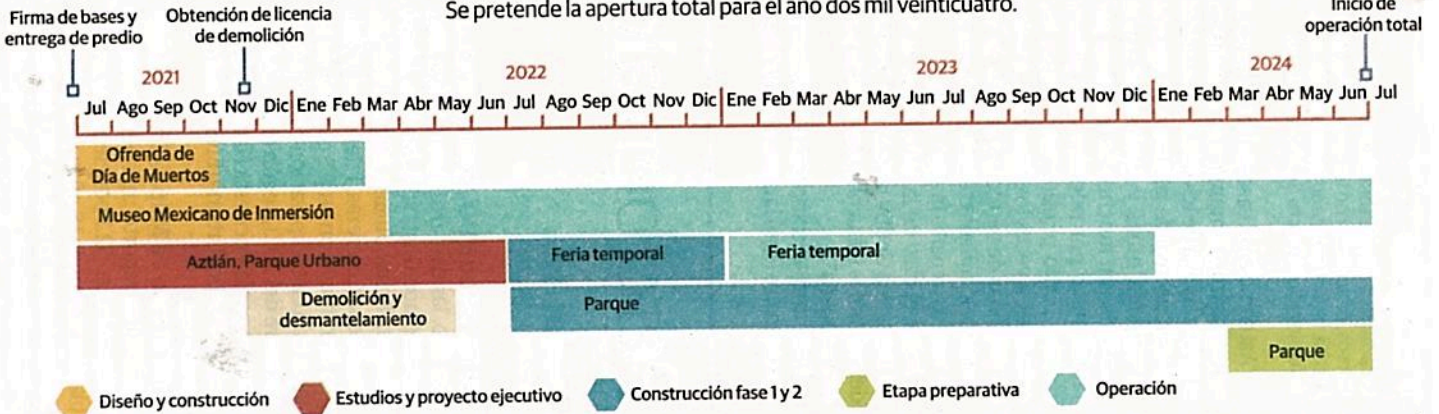 Se pretende la apertura total para el año dos mil veinticuatro.
Firma de bases y
entrega de predio
Obtención de licencia
de demolición
Inicio de
operación total
2021
2022
2023
2024
Jul Ago Sep Oct Nov Dic Ene Feb Mar Abr May Jun Jul Ago Sep Oct Nov Dic Ene Feb Mar Abr May Jun Jul Ago Sep Oct Nov Dic Ene Feb Mar Abr May Jun Jul
Ofrenda de
Día de Muertos
Museo Mexicano de Inmersión
Aztlán, Parque Urbano
Feria temporal
Feria temporal
Demolición y
desmantelamiento
Parque
Parque
Diseño y construcción
Estudios y proyecto ejecutivo
Construcción fase 1 y 2
Etapa preparativa
Operación